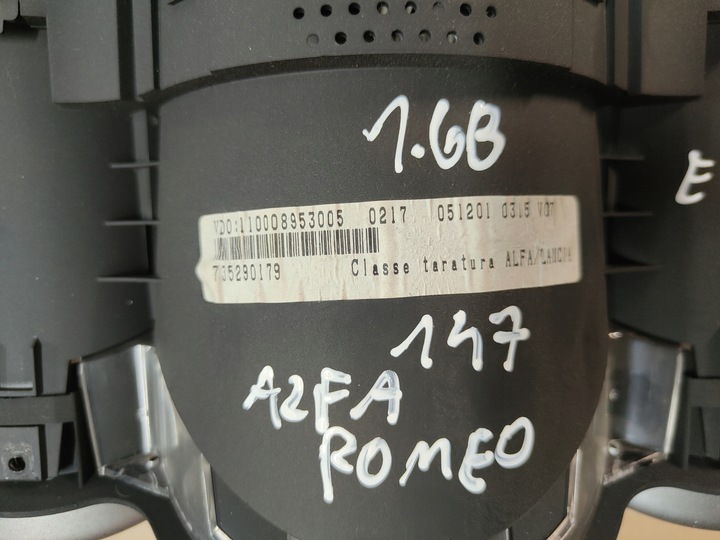 1.6B
E
VDO:110008953005 0217 051201 0315 V07
735290179 Classe taratura ALFA/LANCIA
147
ALFA
ROMEO